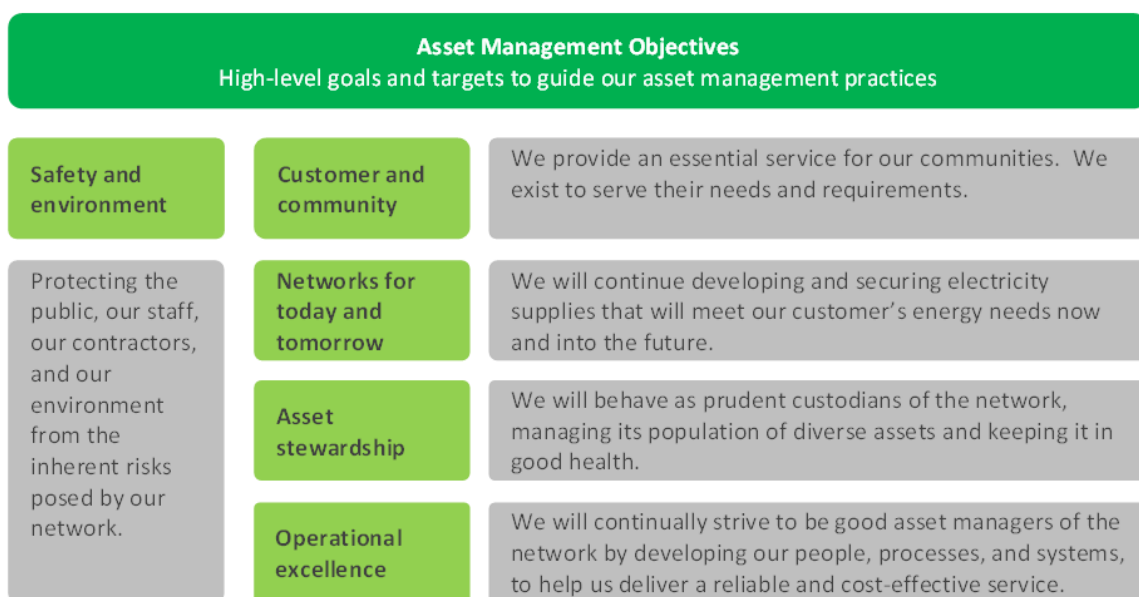 Asset Management Objectives
High-level goals and targets to guide our asset management practices
Safety and
environment
Protecting the
public, our staff,
our contractors,
and our
environment
from the
inherent risks
posed by our
network.
Customer and
community
We provide an essential service for our communities.  We
exist to serve their needs and requirements.
Networks for
today and
tomorrow
We will continue developing and securing electricity
supplies that will meet our customer’s energy needs now
and into the future.
Asset
stewardship
We will behave as prudent custodians of the network,
managing its population of diverse assets and keeping it in
good health.
Operational
excellence
We will continually strive to be good asset managers of the
network by developing our people, processes, and systems,
to help us deliver a reliable and cost-effective service.